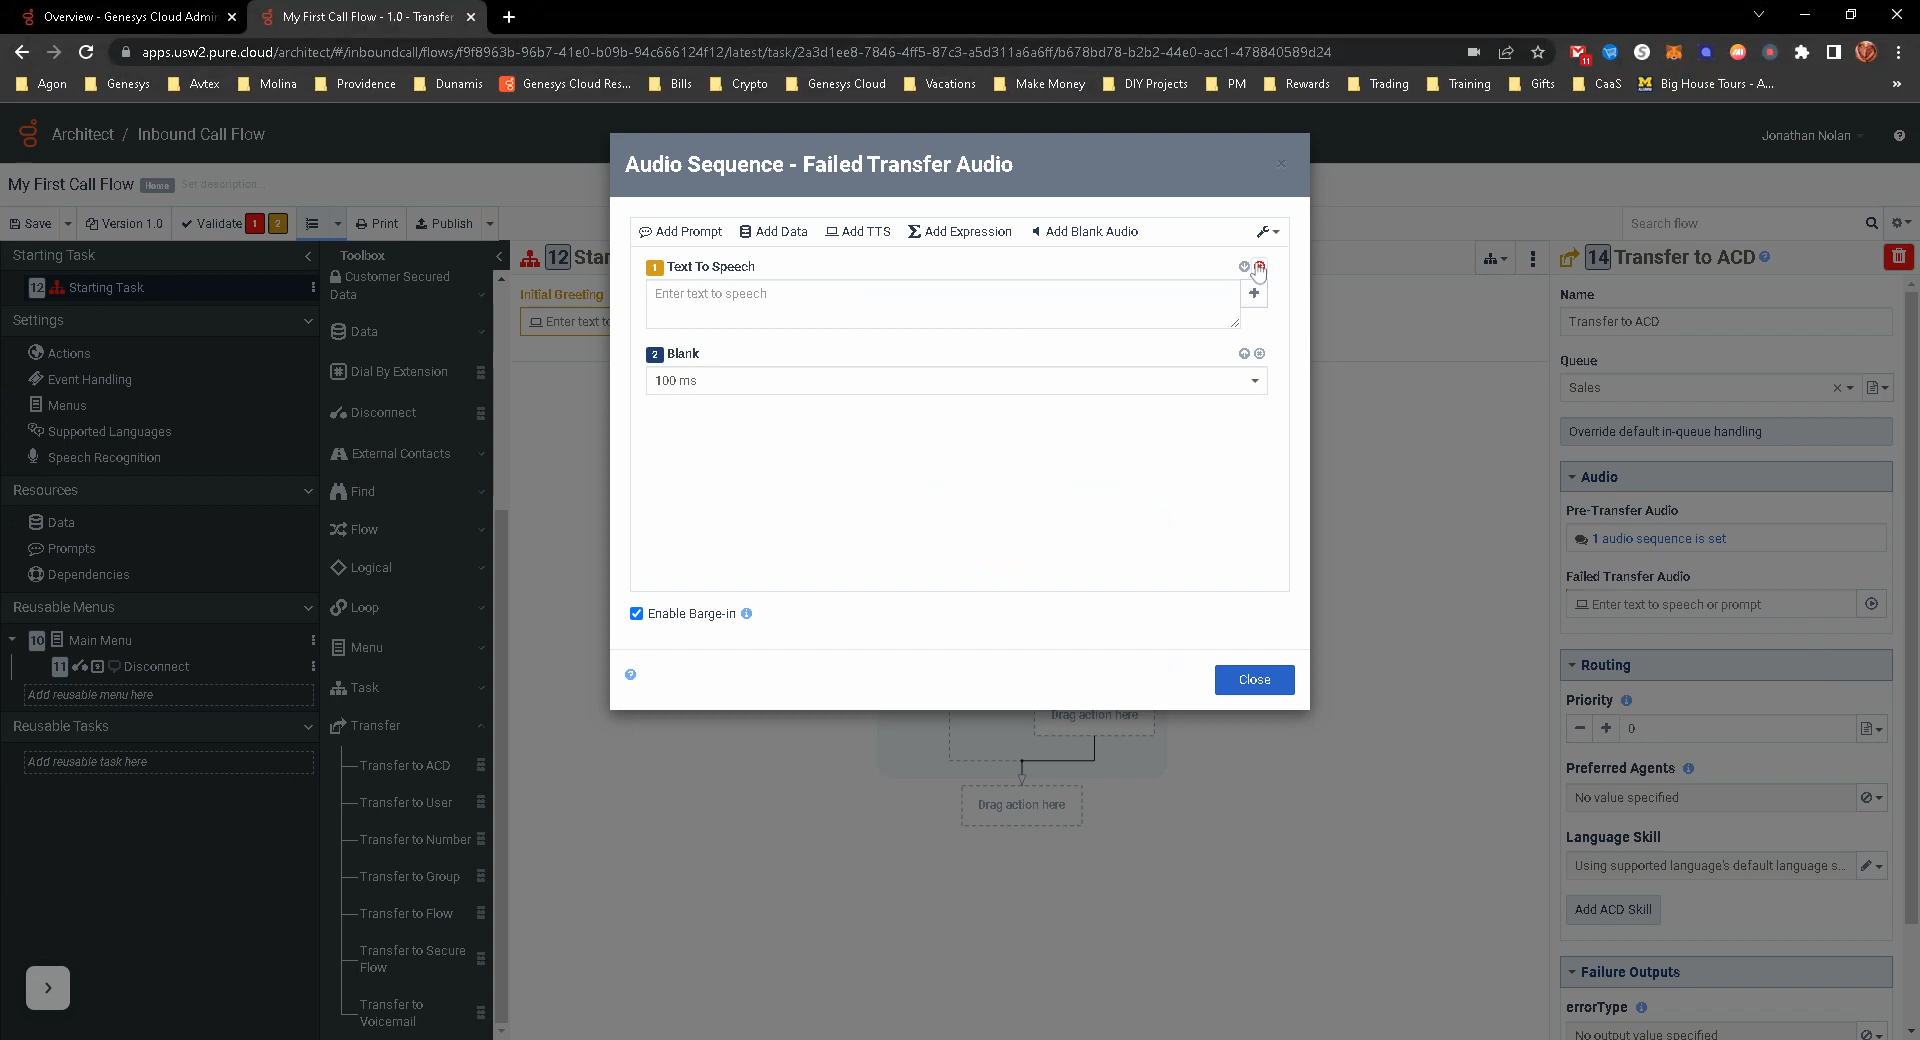 Overview - Genesys Cloud Admin
My First Call Flow - 1.0 - Transfer
apps.usw2.pure.cloud/architect/#/inboundcall/flows/f9f8963b-96b7-41e0-b09b-94c666124f12/latest/task/2a3d1ee8-7846-4ff5-87c3-a5d311a6a6ff/b678bd78-b2b2-44e0-acc1-478840589d24
11
Agon
Genesys
Avtex
Molina
Providence
Dunamis
Genesys Cloud Res...
Bills
Crypto
Genesys Cloud
Vacations
Make Money
DIY Projects
PM
Rewards
Trading
Training
Gifts
CaaS
Big House Tours - A...
Architect / Inbound Call Flow
Jonathan Nolan
My First Call Flow Home Set description...
Save
Version 1.0
Validate 1 2
Print
Publish
Search flow
Starting Task
12 Starting Task
Settings
Actions
Event Handling
Menus
Supported Languages
Speech Recognition
Resources
Data
Prompts
Dependencies
Reusable Menus
10 Main Menu
11 9 Disconnect
Add reusable menu here
Reusable Tasks
Add reusable task here
Toolbox
Customer Secured
Data
Data
Dial By Extension
Disconnect
External Contacts
Find
Flow
Logical
Loop
Menu
Task
Transfer
Transfer to ACD
Transfer to User
Transfer to Number
Transfer to Group
Transfer to Flow
Transfer to Secure
Flow
Transfer to
Voicemail
12 Star
Initial Greeting
Enter text to
Audio Sequence - Failed Transfer Audio
Add Prompt
Add Data
Add TTS
Add Expression
Add Blank Audio
1 Text To Speech
Enter text to speech
2 Blank
100 ms
Enable Barge-in
Close
Drag action here
Drag action here
14 Transfer to ACD
Name
Transfer to ACD
Queue
Sales
Override default in-queue handling
Audio
Pre-Transfer Audio
1 audio sequence is set
Failed Transfer Audio
Enter text to speech or prompt
Routing
Priority
0
Preferred Agents
No value specified
Language Skill
Using supported language's default language s...
Add ACD Skill
Failure Outputs
errorType
No output value specified